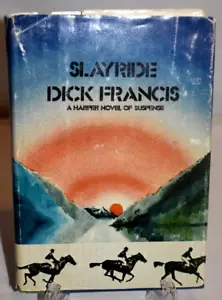 SLAYRIDE
DICK FRANCIS
A HARPER NOVEL OF SUSPENSE